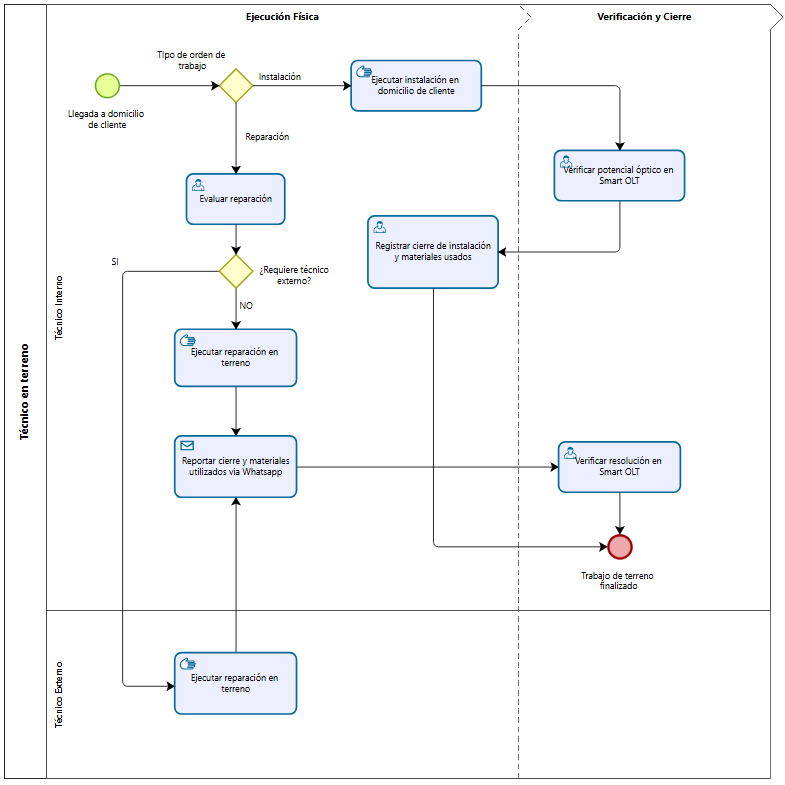 Ejecución Física
Verificación y Cierre
Técnico en terreno
Técnico Interno
Técnico Externo
Llegada a domicilio
de cliente
TIpo de orden de
trabajo
Instalación
Ejecutar instalación en
domicilio de cliente
Reparación
Verificar potencial óptico en
Smart OLT
Evaluar reparación
Registrar cierre de instalación
y materiales usados
SI
¿Requiere técnico
externo?
NO
Ejecutar reparación en
terreno
Reportar cierre y materiales
utilizados via Whatsapp
Verificar resolución en
Smart OLT
Trabajo de terreno
finalizado
Ejecutar reparación en
terreno